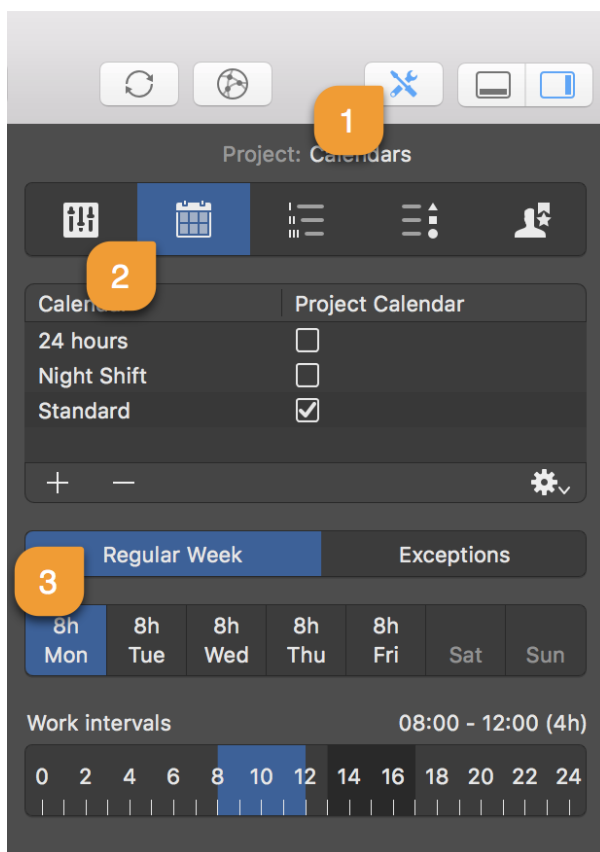 1
Project: Calendars
2
Calendar Project Calendar
24 hours
Night Shift
Standard
Regular Week Exceptions
3
8h 8h 8h 8h 8h
Mon Tue Wed Thu Fri Sat Sun
Work intervals 08:00 - 12:00 (4h)
0 2 4 6 8 10 12 14 16 18 20 22 24